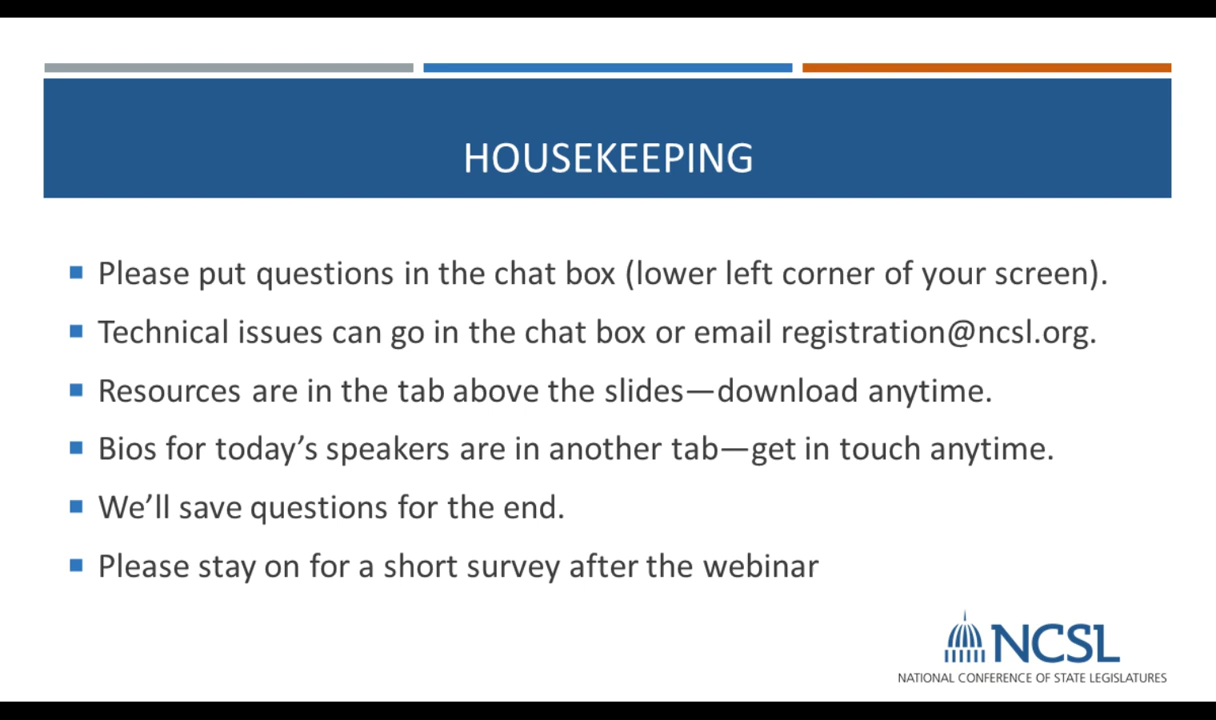 HOUSEKEEPING
Please put questions in the chat box (lower left corner of your screen).
Technical issues can go in the chat box or email registration@ncsl.org.
Resources are in the tab above the slides—download anytime.
Bios for today’s speakers are in another tab—get in touch anytime.
We’ll save questions for the end.
Please stay on for a short survey after the webinar
NCSL
NATIONAL CONFERENCE OF STATE LEGISLATURES